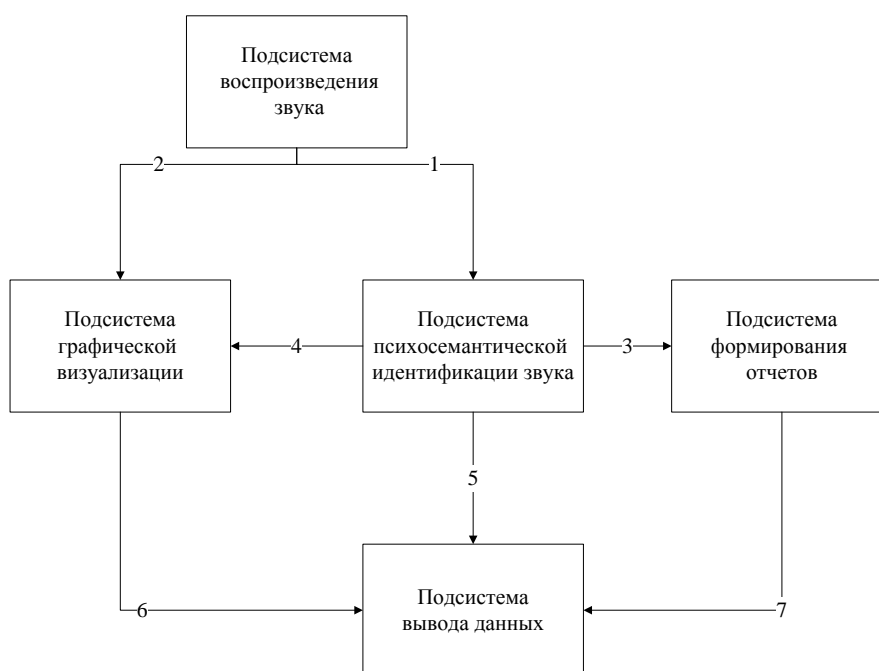 Подсистема
воспроизведения
звука
2
1
Подсистема
графической
визуализации
4
Подсистема
психосемантической
идентификации звука
3
Подсистема
формирования
отчетов
5
6
Подсистема
вывода данных
7